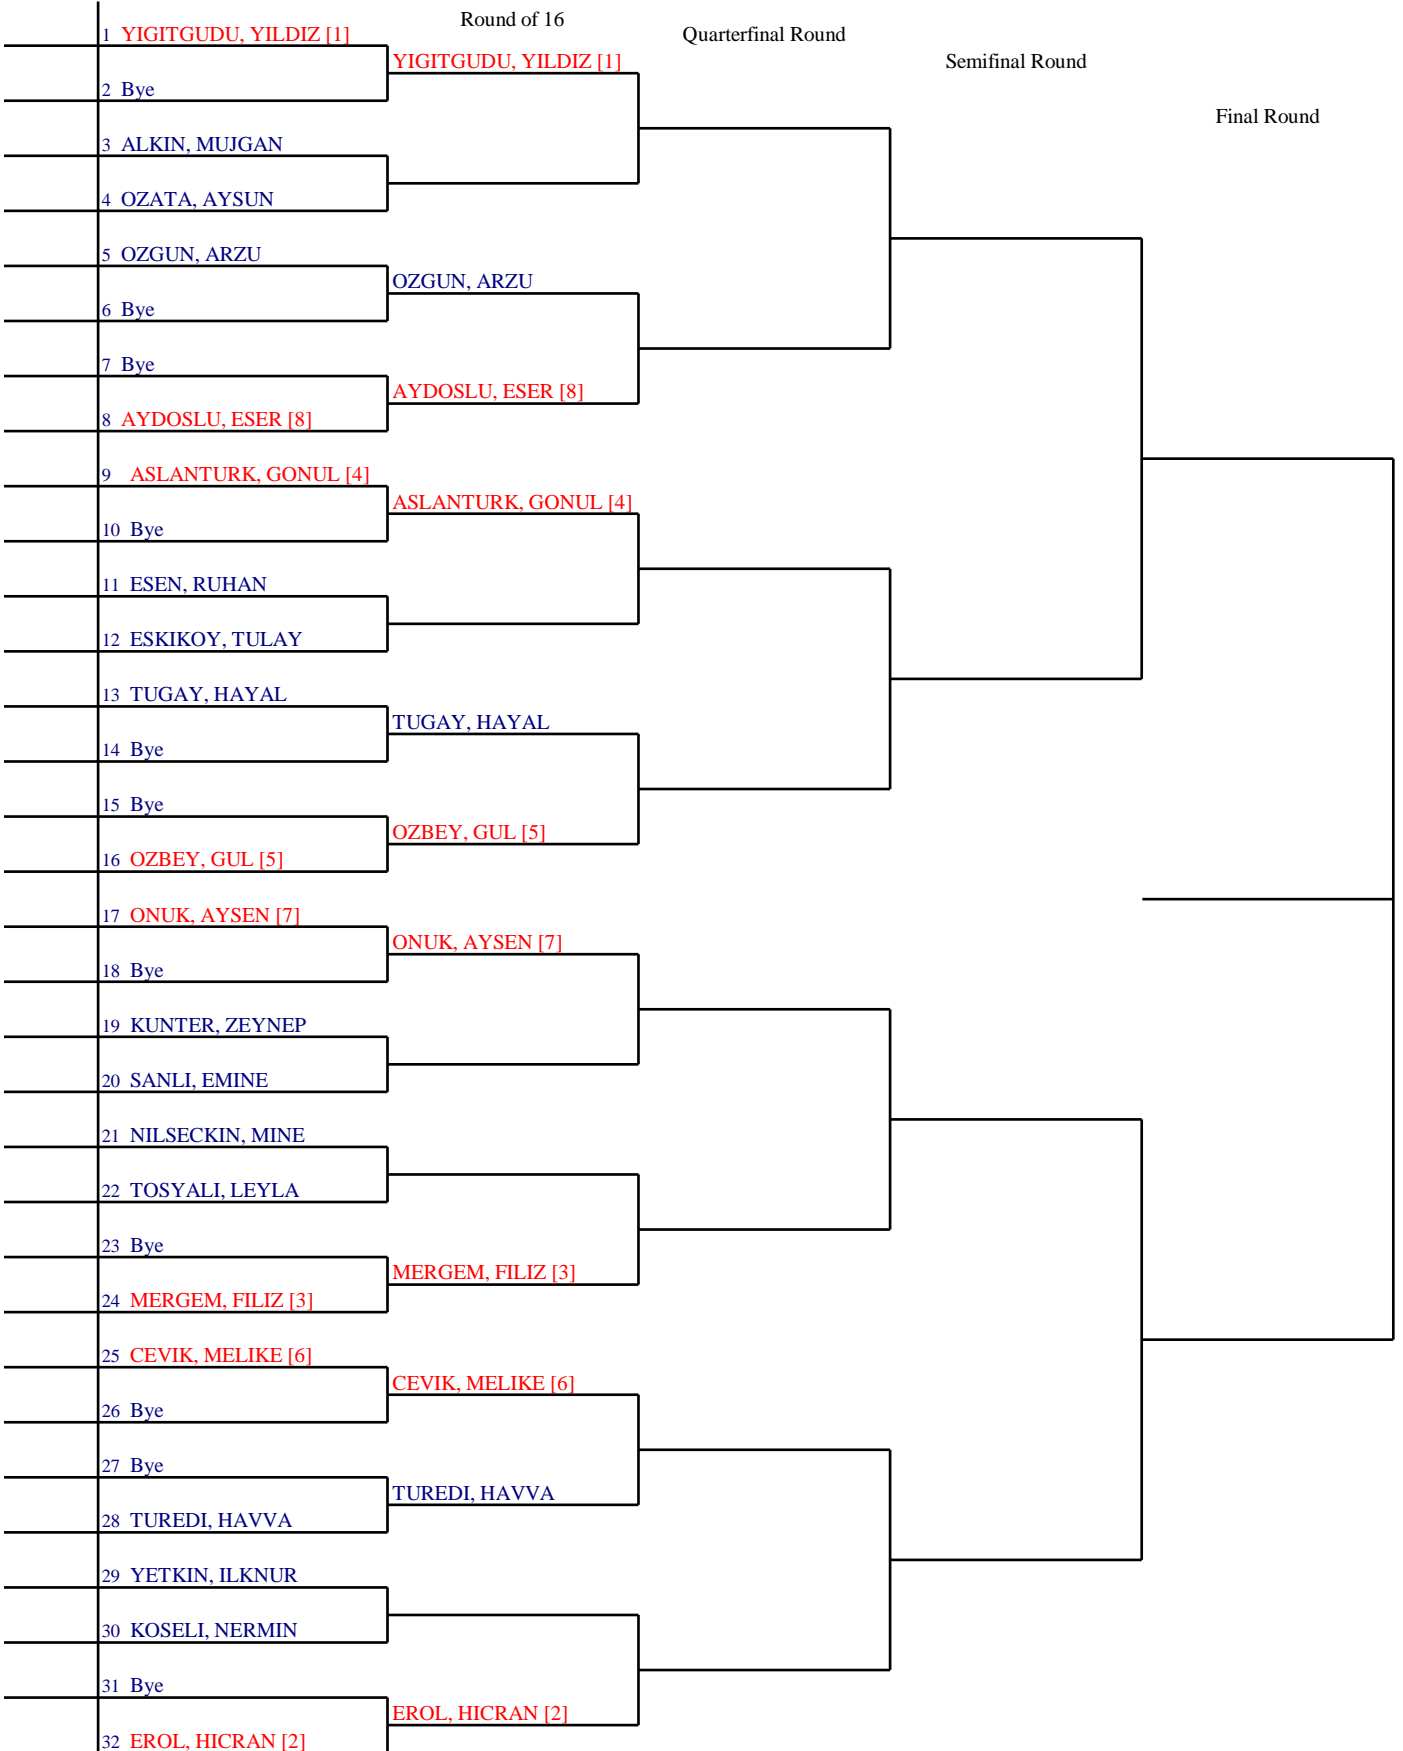 Round of 16
Quarterfinal Round
Semifinal Round
Final Round
1 YIGITGUDU, YILDIZ [1]
YIGITGUDU, YILDIZ [1]
2 Bye
3 ALKIN, MUJGAN
4 OZATA, AYSUN
5 OZGUN, ARZU
OZGUN, ARZU
6 Bye
7 Bye
AYDOSLU, ESER [8]
8 AYDOSLU, ESER [8]
9 ASLANTURK, GONUL [4]
ASLANTURK, GONUL [4]
10 Bye
11 ESEN, RUHAN
12 ESKIKOY, TULAY
13 TUGAY, HAYAL
TUGAY, HAYAL
14 Bye
15 Bye
OZBEY, GUL [5]
16 OZBEY, GUL [5]
17 ONUK, AYSEN [7]
ONUK, AYSEN [7]
18 Bye
19 KUNTER, ZEYNEP
20 SANLI, EMINE
21 NILSECKIN, MINE
22 TOSYALI, LEYLA
23 Bye
MERGEM, FILIZ [3]
24 MERGEM, FILIZ [3]
25 CEVIK, MELIKE [6]
CEVIK, MELIKE [6]
26 Bye
27 Bye
TUREDI, HAVVA
28 TUREDI, HAVVA
29 YETKIN, ILKNUR
30 KOSELI, NERMIN
31 Bye
EROL, HICRAN [2]
32 EROL, HICRAN [2]